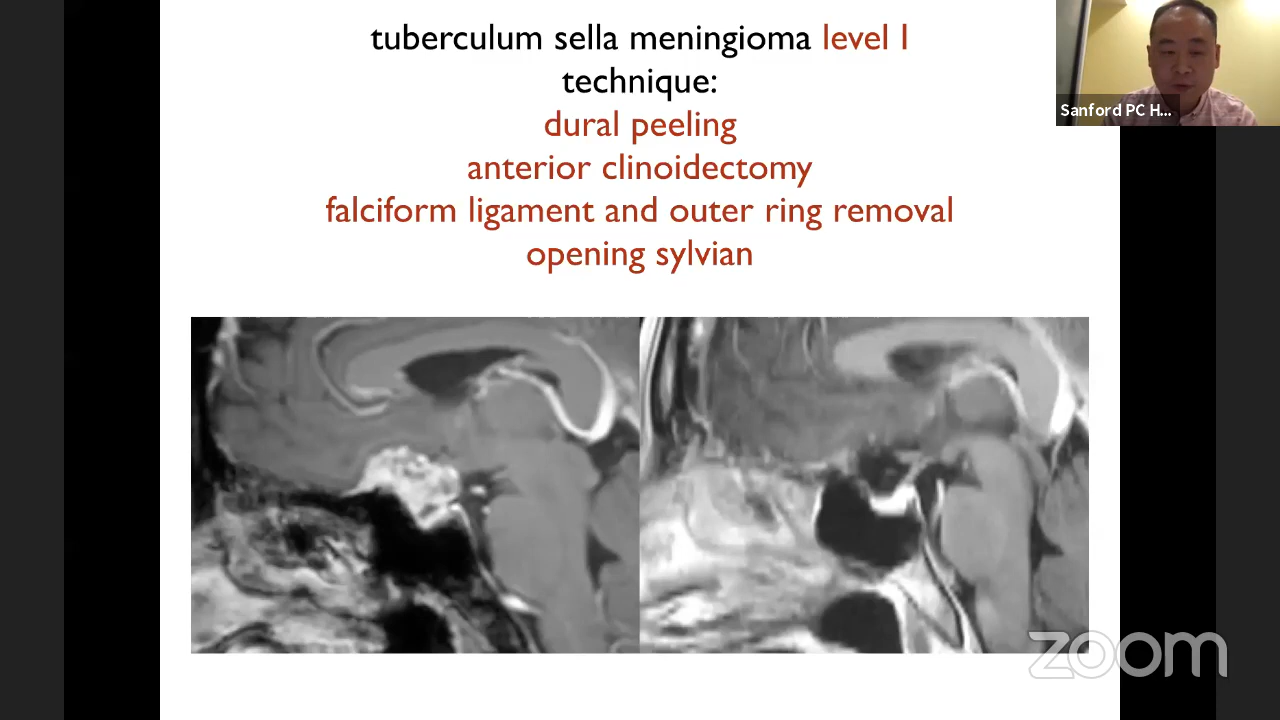 tuberculum sella meningioma level I
technique:
dural peeling
anterior clinoidectomy
falciform ligament and outer ring removal
opening sylvian
Sanford PC H...
zoom